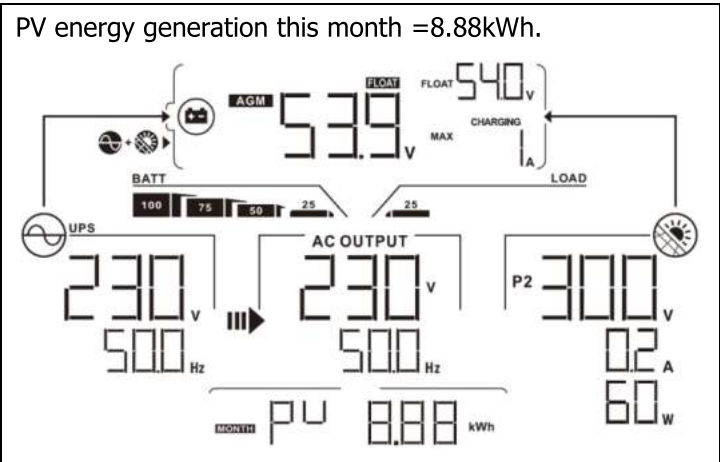 PV energy generation this month =8.88kWh.
FLOAT
FLOAT 54.0 V
AGM
53.9 V
CHARGING
MAX 1 A
BATT
LOAD
100 75 50 25
25
UPS
AC OUTPUT
230 V
230 V
P2 300 V
50.0 Hz
50.0 Hz
0.2 A
60 W
MONTH PV 8.88 kWh